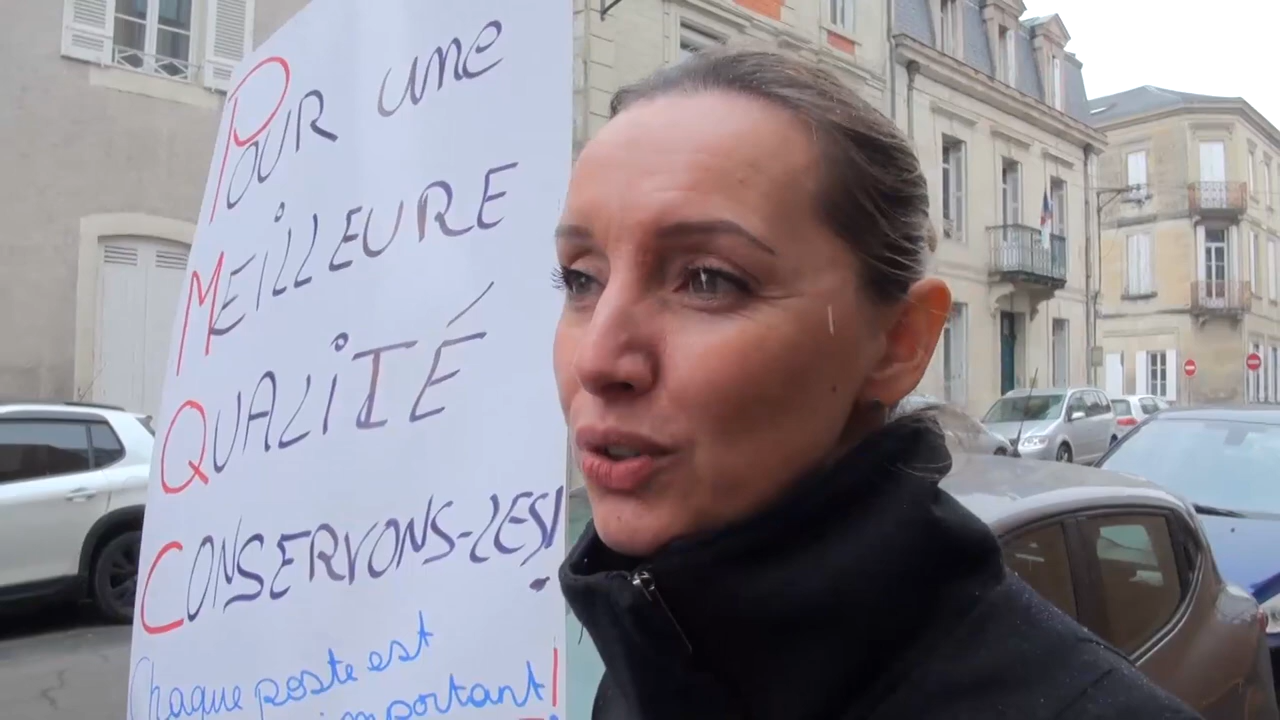 POUR une
MEILLEURE
QUALITÉ
CONSERVONS-LES!
Chaque poste est
important!